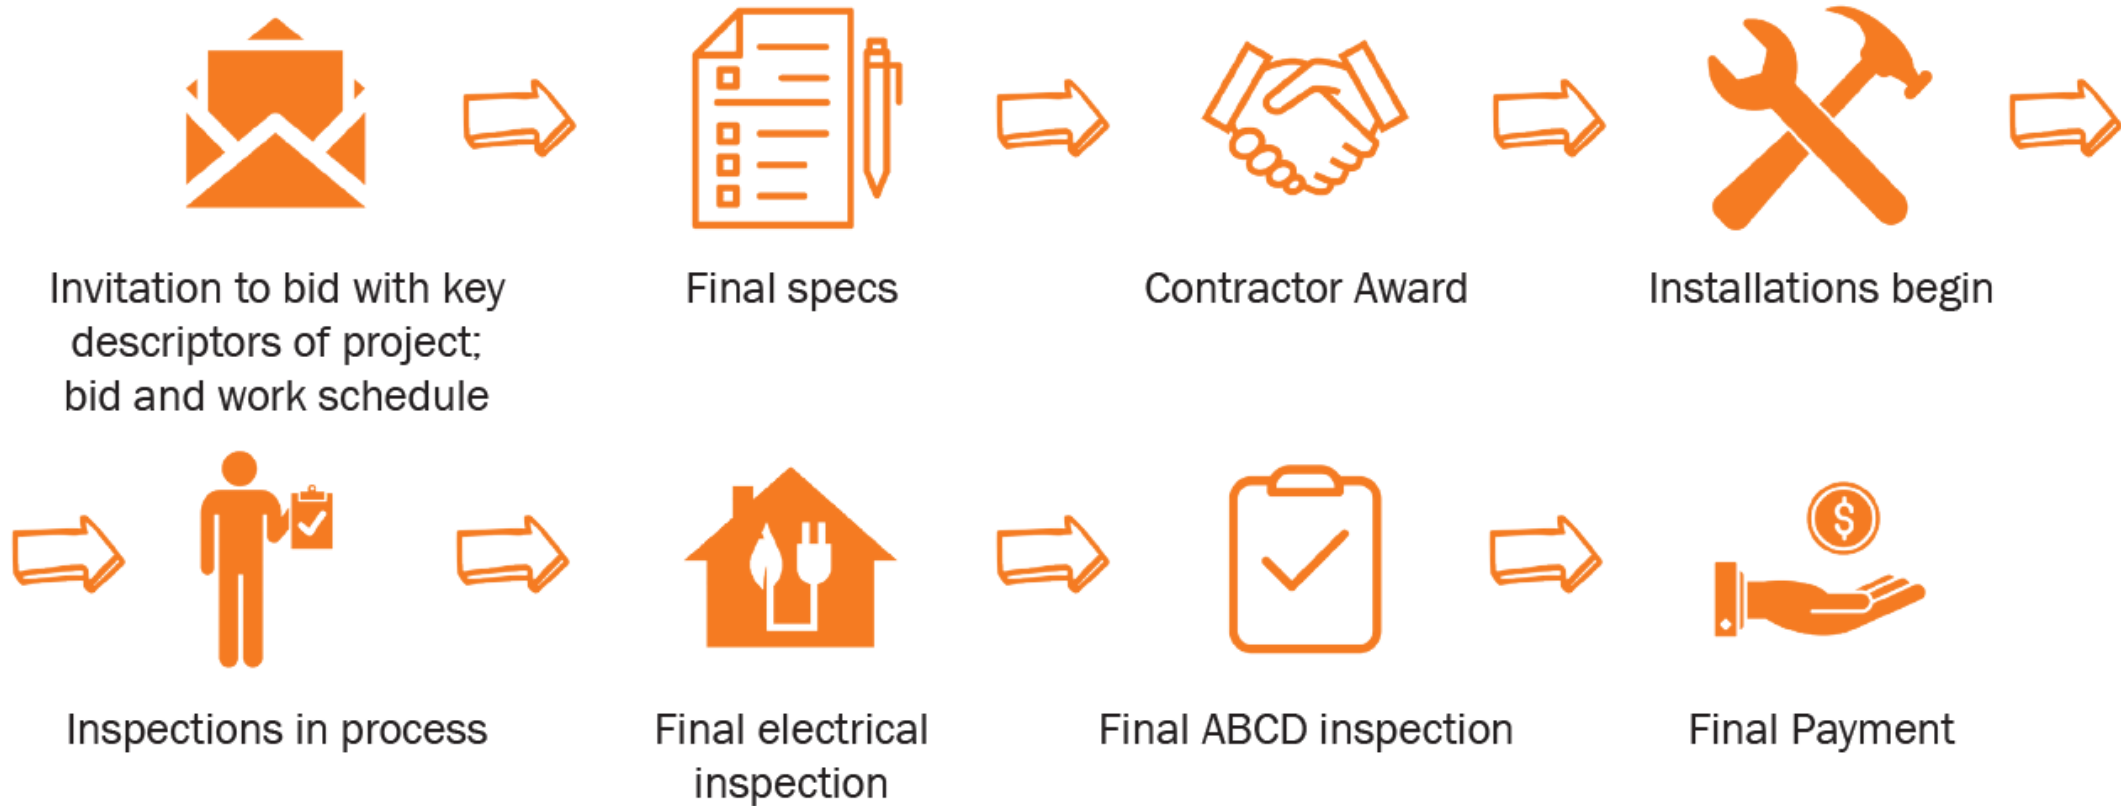 Invitation to bid with key
descriptors of project;
bid and work schedule
Final specs
Contractor Award
Installations begin
Inspections in process
Final electrical
inspection
Final ABCD inspection
$
Final Payment